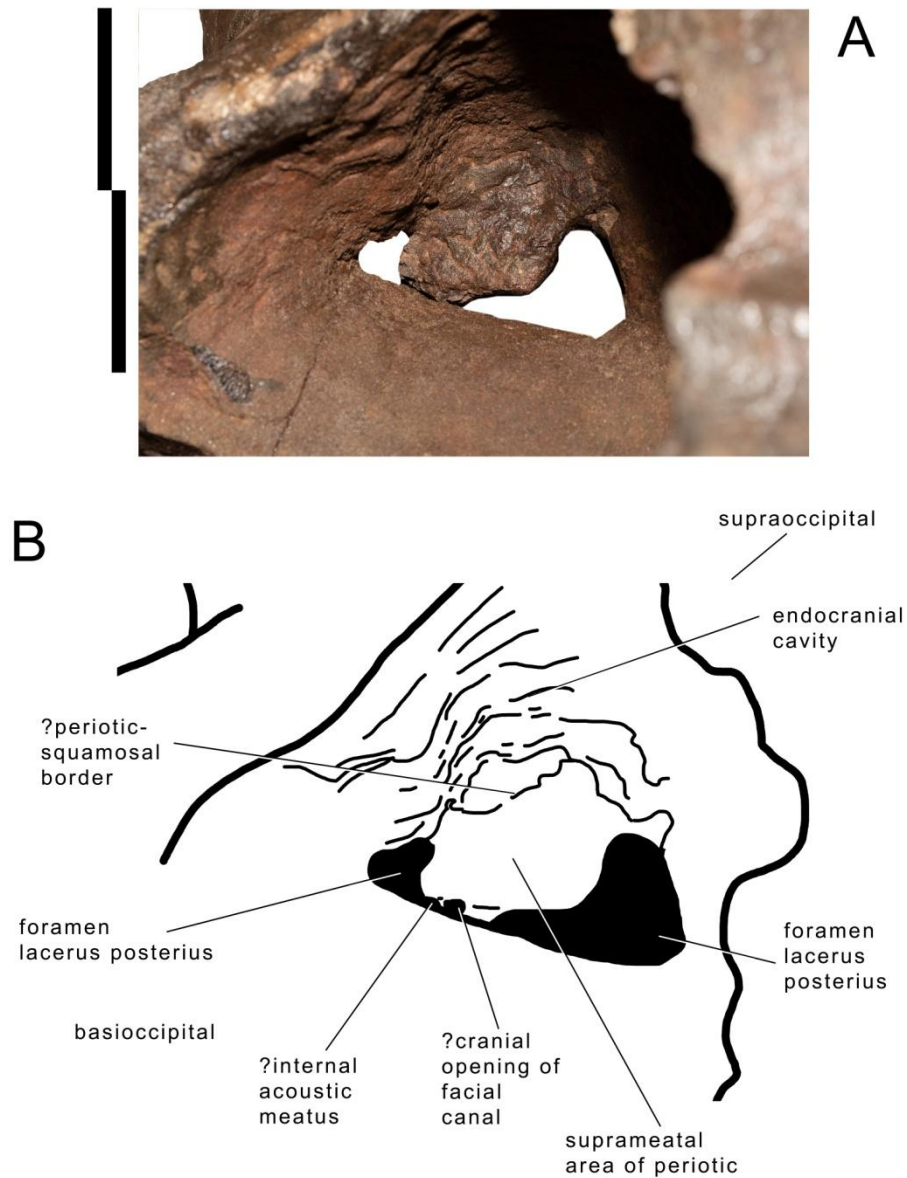 A
B
supraoccipital
endocranial
cavity
?periotic-
squamosal
border
foramen
lacerus
posterius
foramen
lacerus posterius
basioccipital
?internal
acoustic
meatus
?cranial
opening of
facial
canal
suprameatal
area of periotic